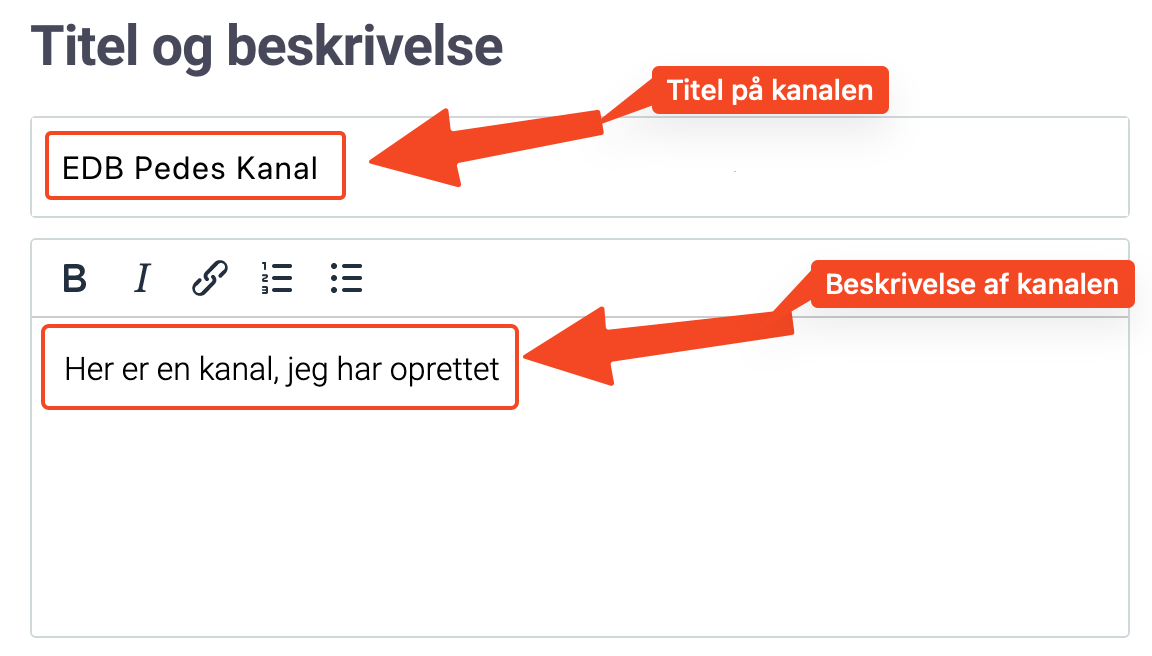 Titel og beskrivelse
Titel på kanalen
EDB Pedes Kanal
B I
Beskrivelse af kanalen
Her er en kanal, jeg har oprettet